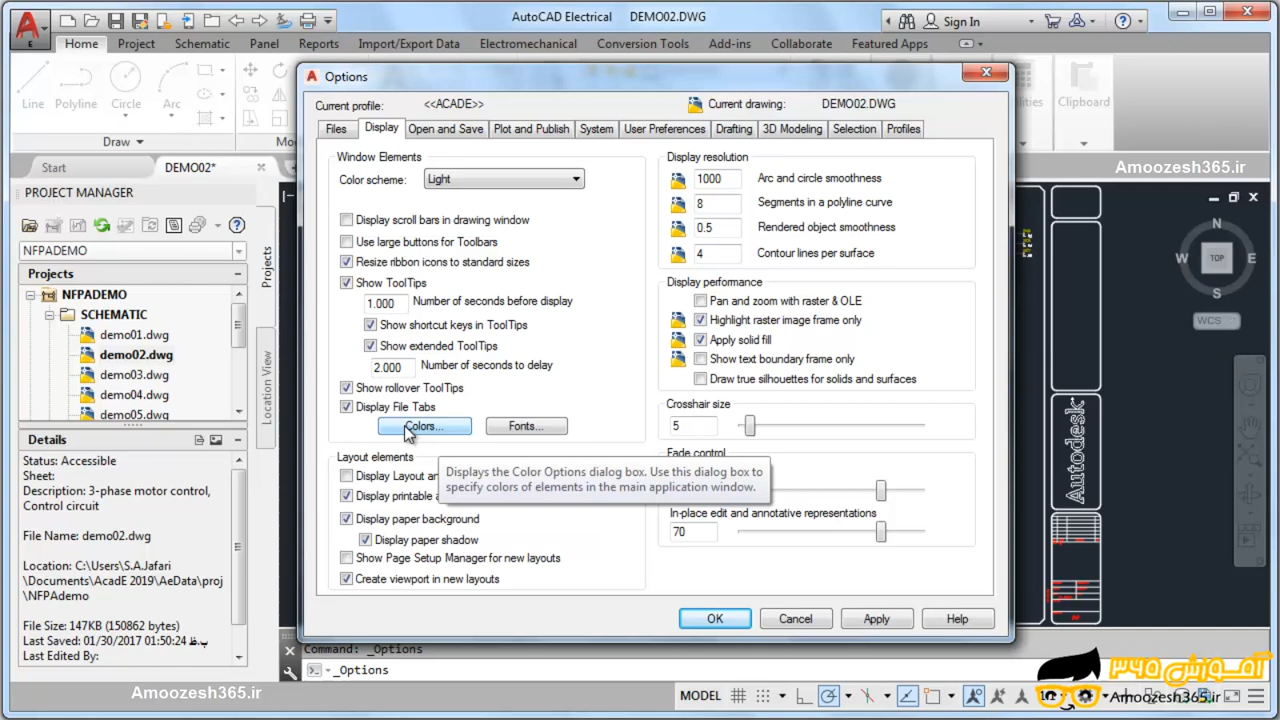 AutoCAD Electrical DEMO02.DWG
Sign In
Home Project Schematic Panel Reports Import/Export Data Electromechanical Conversion Tools Add-ins Collaborate Featured Apps
Line Polyline Circle Arc
Clipboard
Draw
Start DEMO02*
Amoozesh365.ir
PROJECT MANAGER
NFPADEMO
Projects
NFPADEMO
SCHEMATIC
demo01.dwg
demo02.dwg
demo03.dwg
demo04.dwg
demo05.dwg
Projects
Location View
Details
Status: Accessible
Sheet:
Description: 3-phase motor control,
Control circuit
File Name: demo02.dwg
Location: C:\Users\S.A.Jafari
\Documents\AcadE 2019\AeData\proj
\NFPAdemo
File Size: 147KB (150862 bytes)
Last Saved: 01/30/2017 01:50:24 ب.ظ
Last Edited By:
Amoozesh365.ir
Options
Current profile: <<ACADE>> Current drawing: DEMO02.DWG
Files Display Open and Save Plot and Publish System User Preferences Drafting 3D Modeling Selection Profiles
Window Elements
Color scheme: Light
Display scroll bars in drawing window
Use large buttons for Toolbars
Resize ribbon icons to standard sizes
Show ToolTips
1.000 Number of seconds before display
Show shortcut keys in ToolTips
Show extended ToolTips
2.000 Number of seconds to delay
Show rollover ToolTips
Display File Tabs
Colors... Fonts...
Layout elements
Display Layout
Display printable
Display paper background
Display paper shadow
Show Page Setup Manager for new layouts
Create viewport in new layouts
Displays the Color Options dialog box. Use this dialog box to
specify colors of elements in the main application window.
Display resolution
1000 Arc and circle smoothness
8 Segments in a polyline curve
0.5 Rendered object smoothness
4 Contour lines per surface
Display performance
Pan and zoom with raster & OLE
Highlight raster image frame only
Apply solid fill
Show text boundary frame only
Draw true silhouettes for solids and surfaces
Crosshair size
5
Fade control
In-place edit and annotative representations
70
OK Cancel Apply Help
N
W TOP E
S
WCS
Autodesk
Command: _Options
_Options
MODEL
آموزش ۳۶۵
Amoozesh365.ir